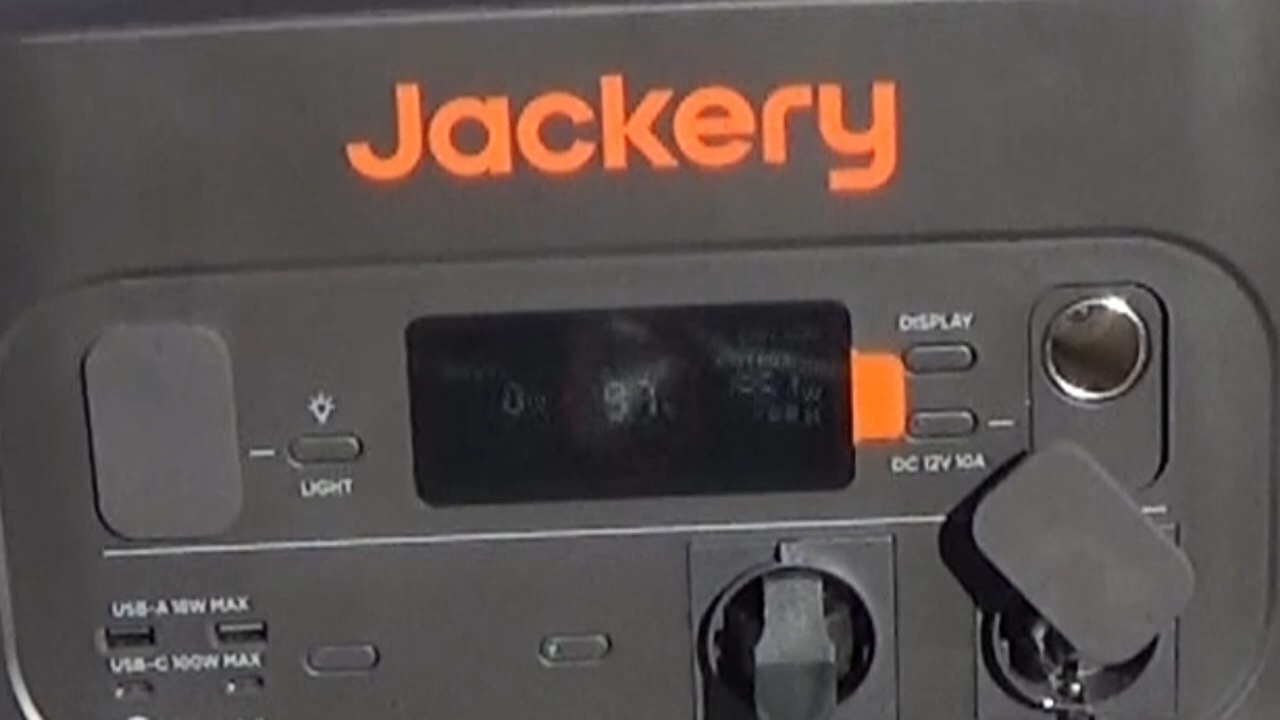 Jackery
DISPLAY
DC 12V 10A
LIGHT
USB-A 18W MAX
USB-C 100W MAX